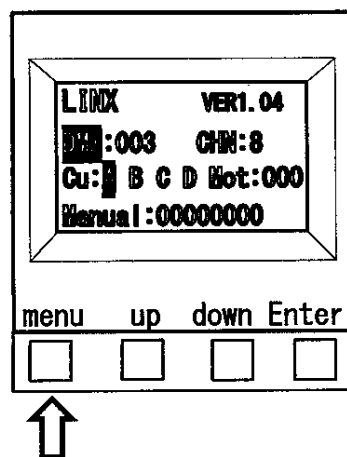 LINX VER1.04
:003 CHN:8
Cu:A B C D Mot:000
Manual:00000000
menu up down Enter